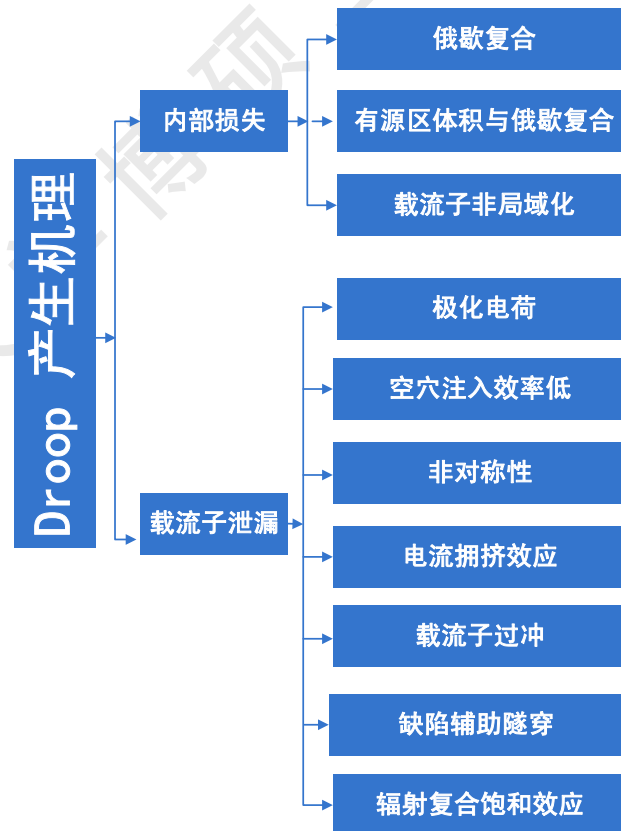 Droop 产生机理
内部损失
俄歇复合
有源区体积与俄歇复合
载流子非局域化
载流子泄漏
极化电荷
空穴注入效率低
非对称性
电流拥挤效应
载流子过冲
缺陷辅助隧穿
辐射复合饱和效应
博硕